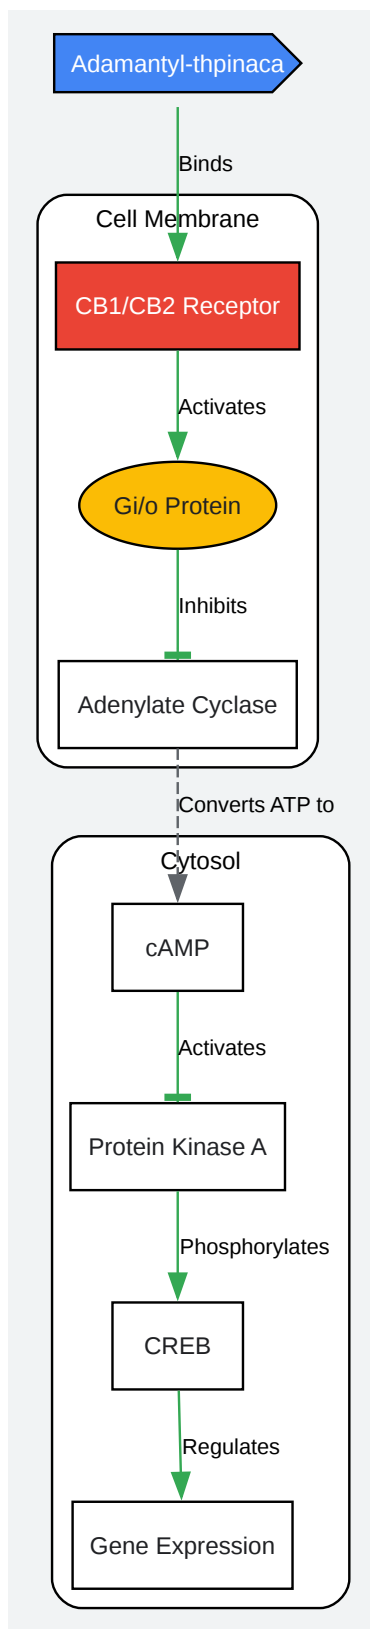 Adamantyl-thpinaca
Binds
Cell Membrane
CB1/CB2 Receptor
Activates
Gi/o Protein
Inhibits
Adenylate Cyclase
Converts ATP to
Cytosol
cAMP
Activates
Protein Kinase A
Phosphorylates
CREB
Regulates
Gene Expression